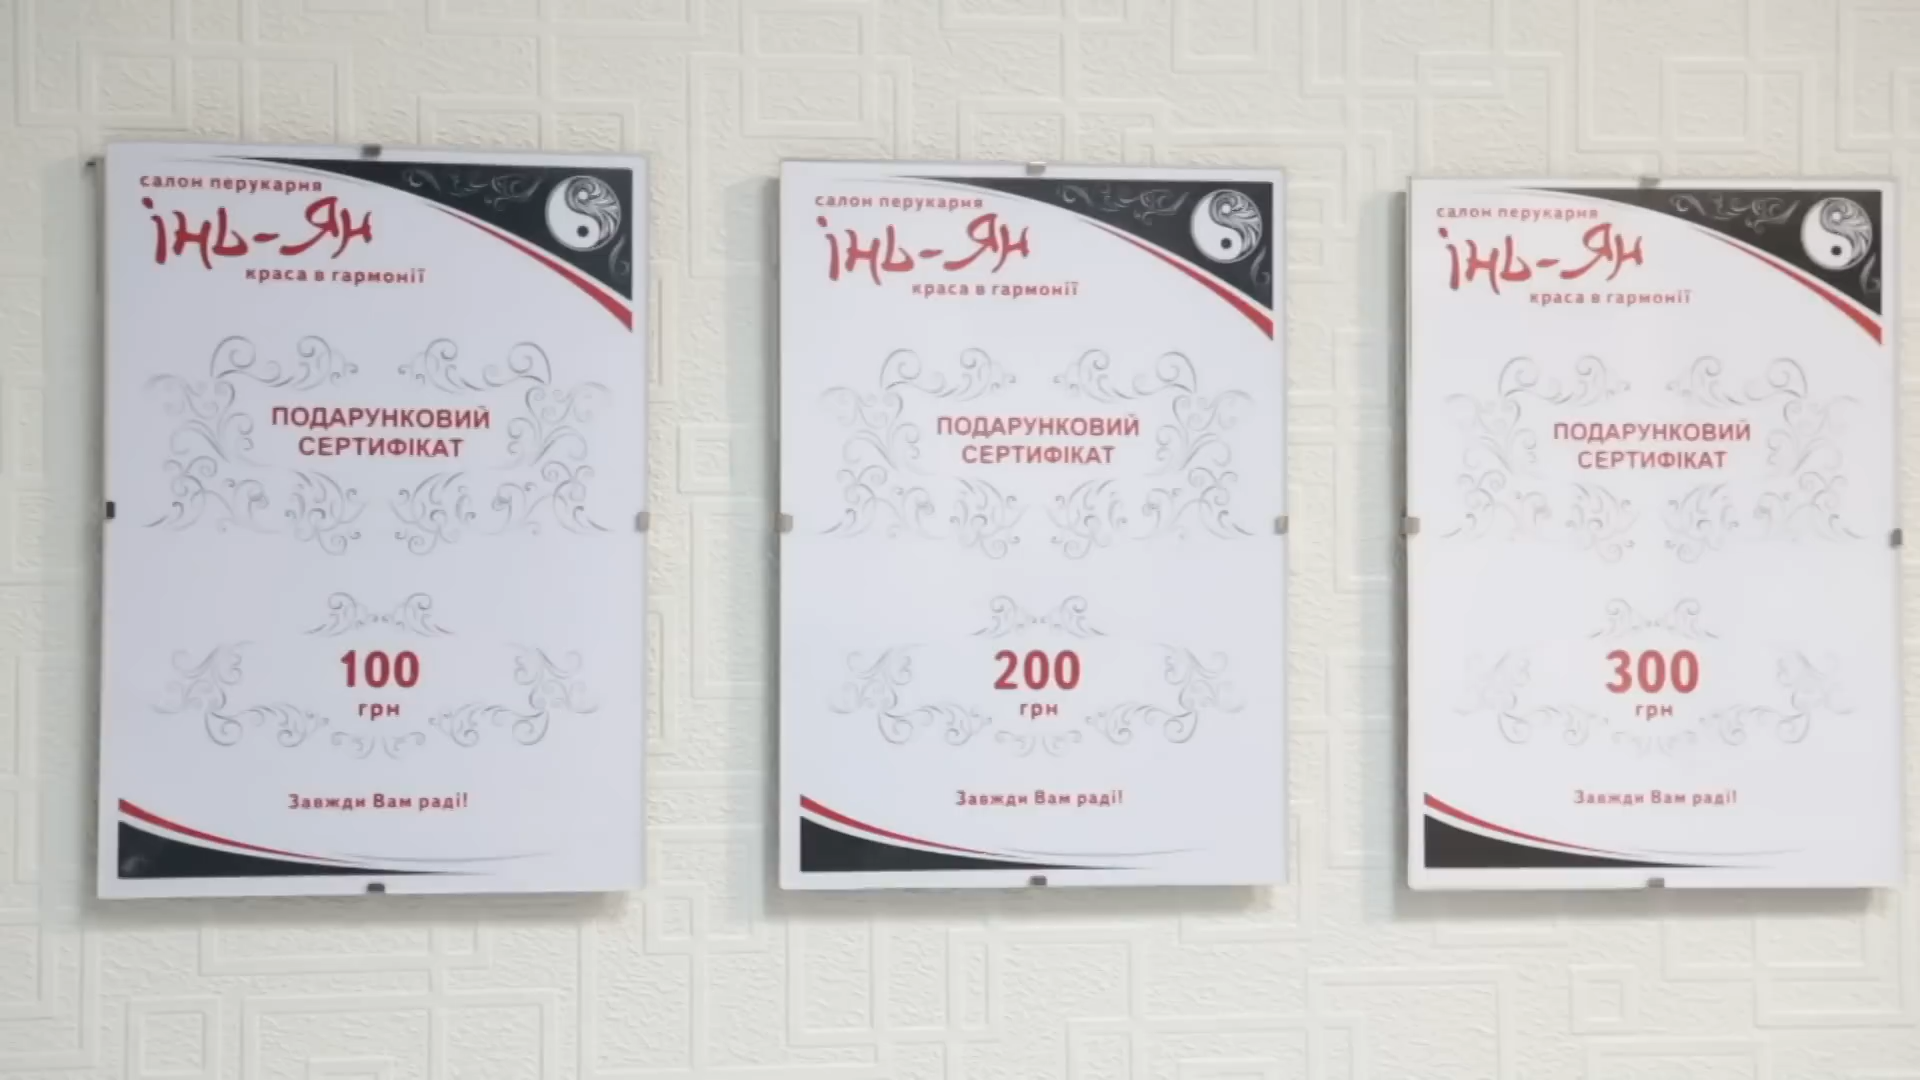 салон перукарня
інь-Ян
краса в гармонії
ПОДАРУНКОВИЙ
СЕРТИФІКАТ
100
грн
Завжди Вам раді!
салон перукарня
інь-Ян
краса в гармонії
ПОДАРУНКОВИЙ
СЕРТИФІКАТ
200
грн
Завжди Вам раді!
салон перукарня
інь-Ян
краса в гармонії
ПОДАРУНКОВИЙ
СЕРТИФІКАТ
300
грн
Завжди Вам раді!